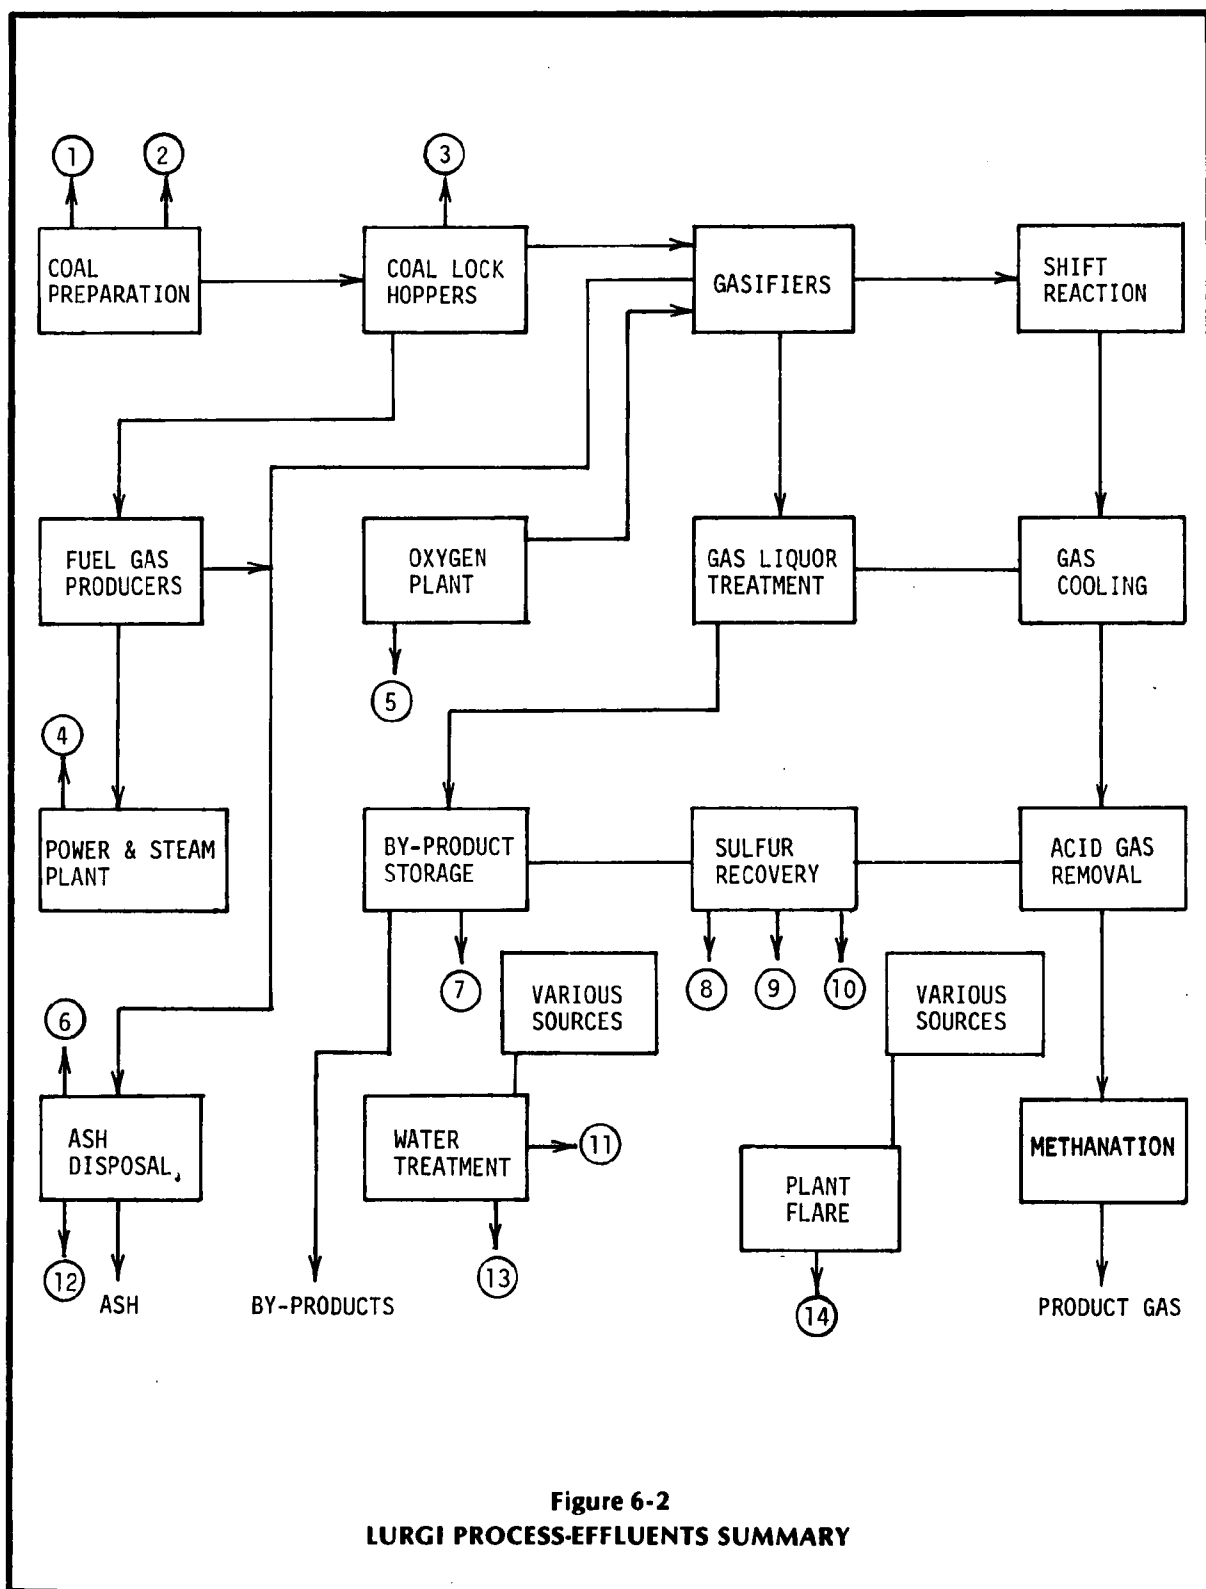 1
2
3
COAL
PREPARATION
COAL LOCK
HOPPERS
GASIFIERS
SHIFT
REACTION
FUEL GAS
PRODUCERS
OXYGEN
PLANT
GAS LIQUOR
TREATMENT
GAS
COOLING
5
4
POWER & STEAM
PLANT
BY-PRODUCT
STORAGE
SULFUR
RECOVERY
ACID GAS
REMOVAL
7
8
9
10
6
VARIOUS
SOURCES
VARIOUS
SOURCES
ASH
DISPOSAL
WATER
TREATMENT
11
PLANT
FLARE
METHANATION
12
ASH
BY-PRODUCTS
13
14
PRODUCT GAS
Figure 6-2
LURGI PROCESS-EFFLUENTS SUMMARY